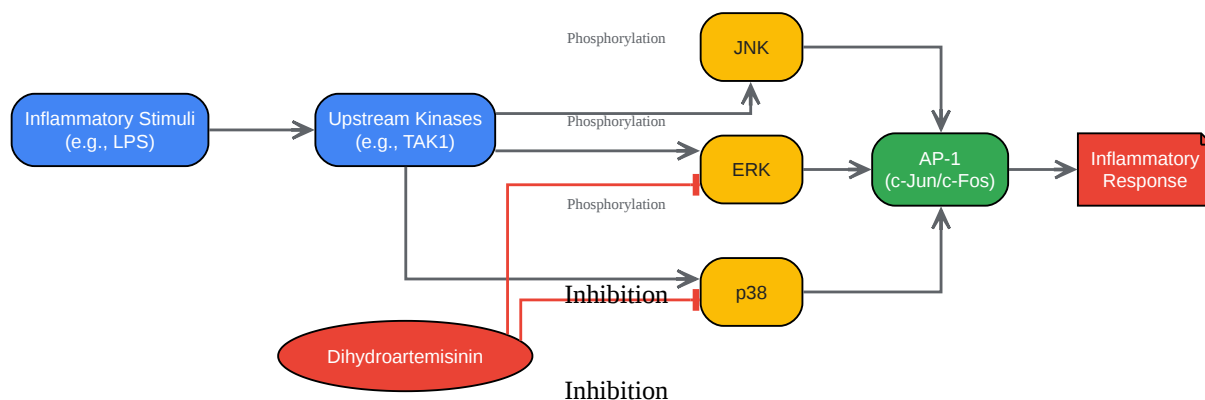 Phosphorylation
JNK
Inflammatory Stimuli
(e.g., LPS)
Upstream Kinases
(e.g., TAK1)
Phosphorylation
ERK
AP-1
(c-Jun/c-Fos)
Inflammatory
Response
Phosphorylation
Inhibition
p38
Dihydroartemisinin
Inhibition